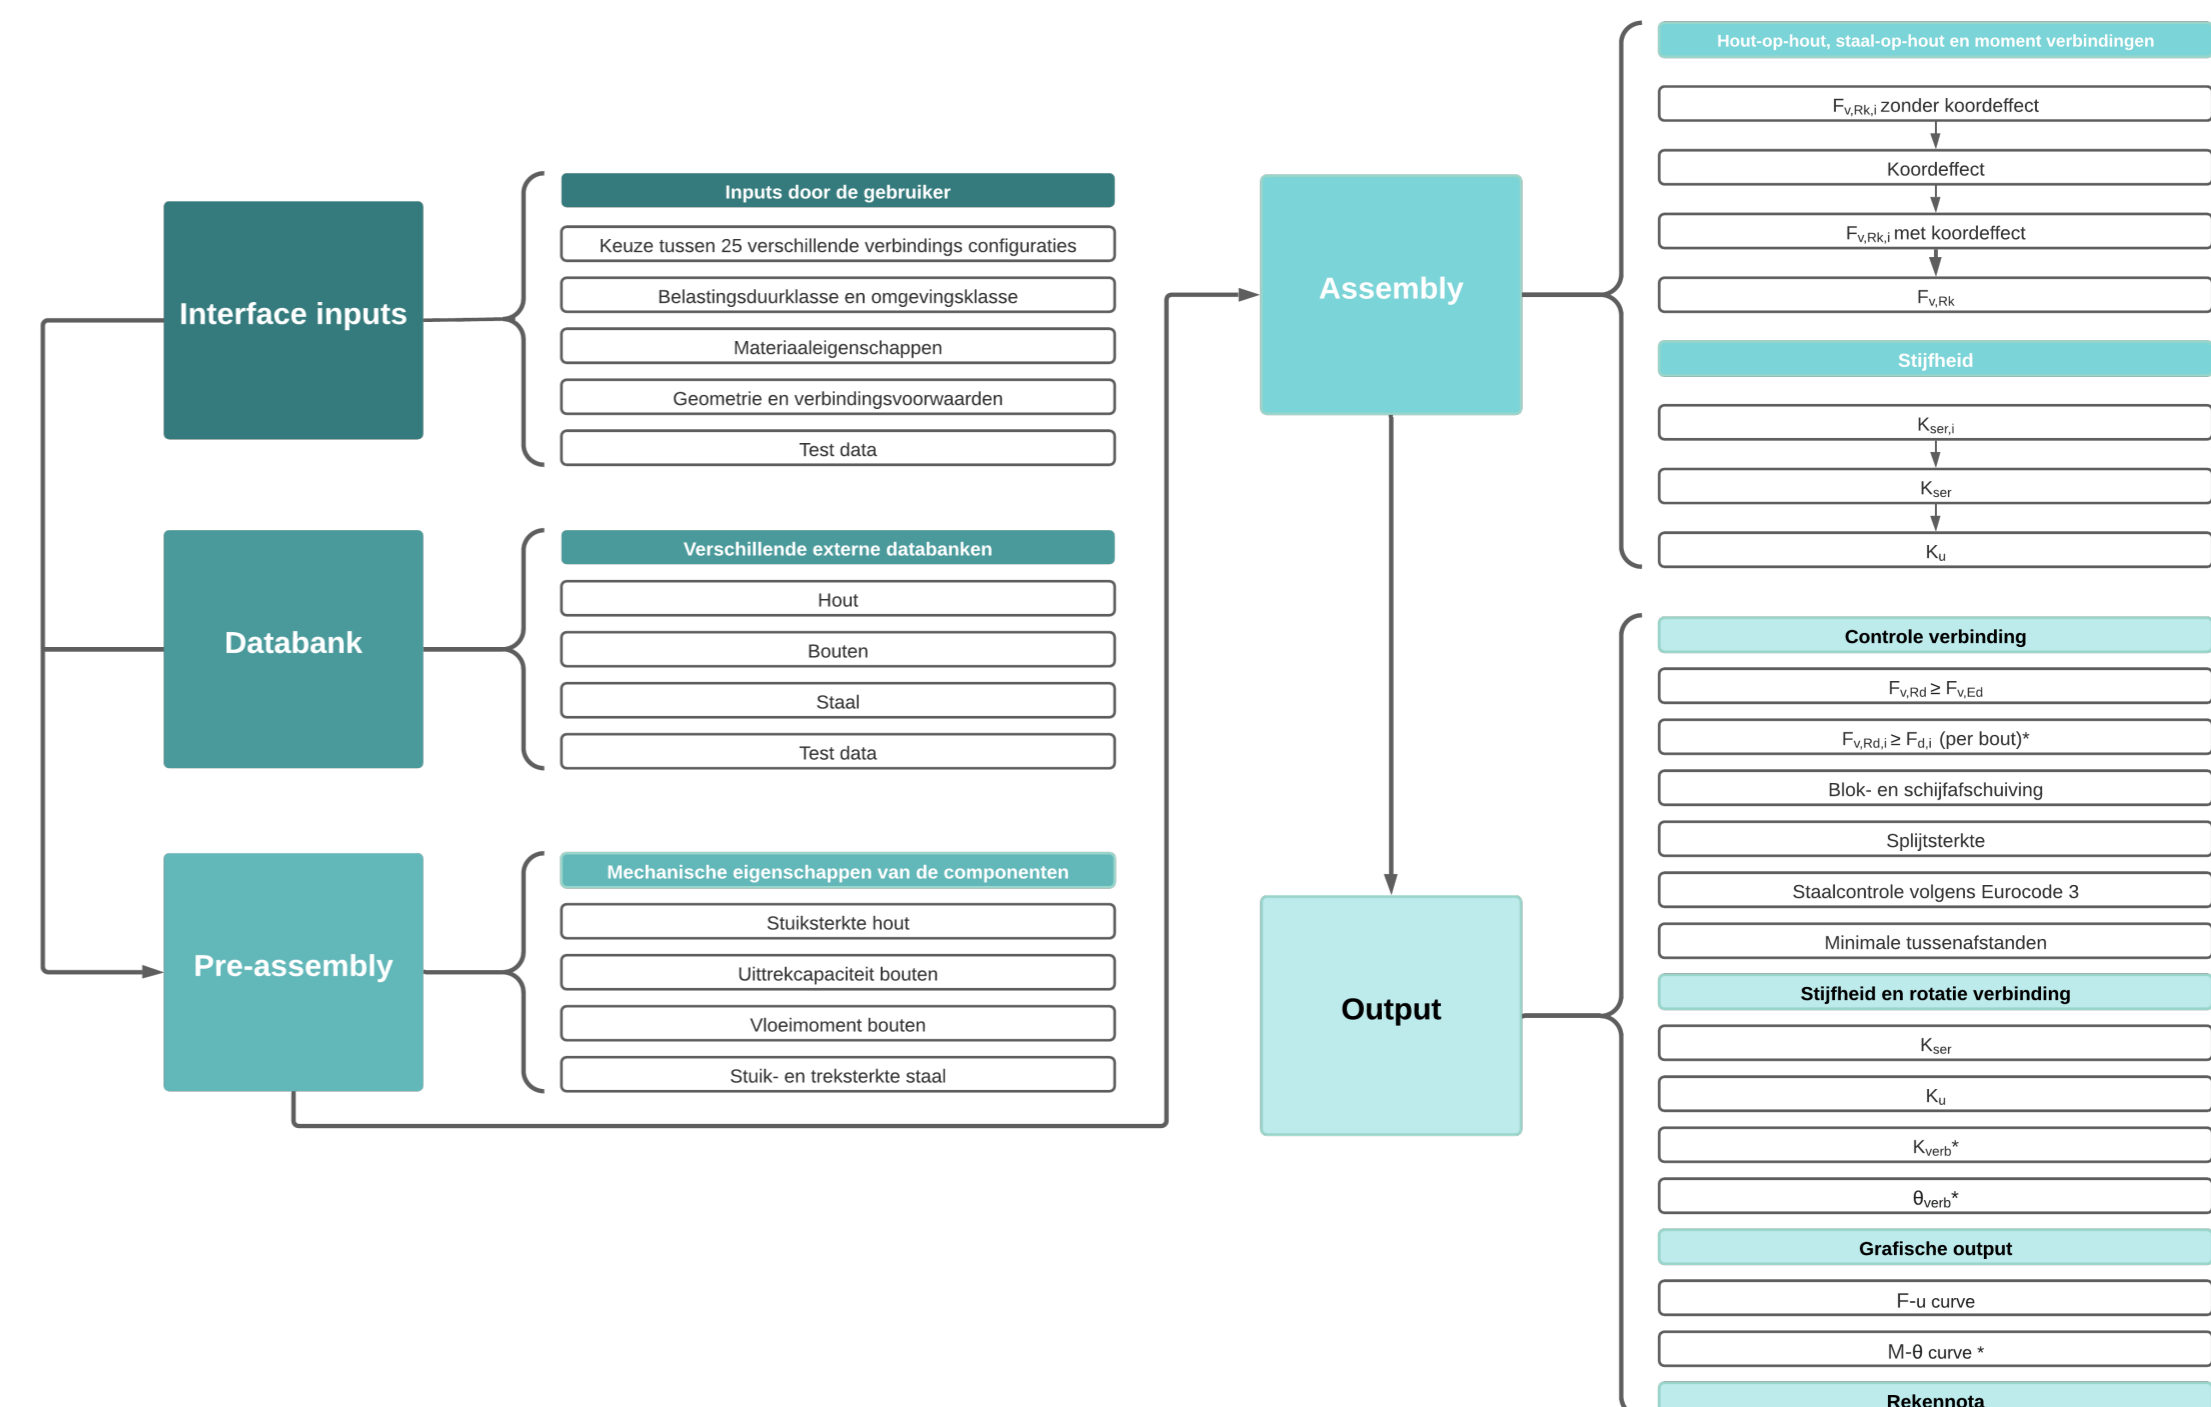 Interface inputs
Inputs door de gebruiker
Keuze tussen 25 verschillende verbindings configuraties
Belastingsduurklasse en omgevingsklasse
Materiaaleigenschappen
Geometrie en verbindingsvoorwaarden
Test data
Databank
Verschillende externe databanken
Hout
Bouten
Staal
Test data
Pre-assembly
Mechanische eigenschappen van de componenten
Stuiksterkte hout
Uittrekcapaciteit bouten
Vloeimoment bouten
Stuik- en treksterkte staal
Assembly
Hout-op-hout, staal-op-hout en moment verbindingen
Fv,Rk,i zonder koordeffect
Koordeffect
Fv,Rk,i met koordeffect
Fv,Rk
Stijfheid
Kser,i
Kser
Ku
Output
Controle verbinding
Fv,Rd ≥ Fv,Ed
Fv,Rd,i ≥ Fd,i (per bout)*
Blok- en schijfafschuiving
Splijtsterkte
Staalcontrole volgens Eurocode 3
Minimale tussenafstanden
Stijfheid en rotatie verbinding
Kser
Ku
Kverb*
θverb*
Grafische output
F-u curve
M-θ curve *
Rekennota